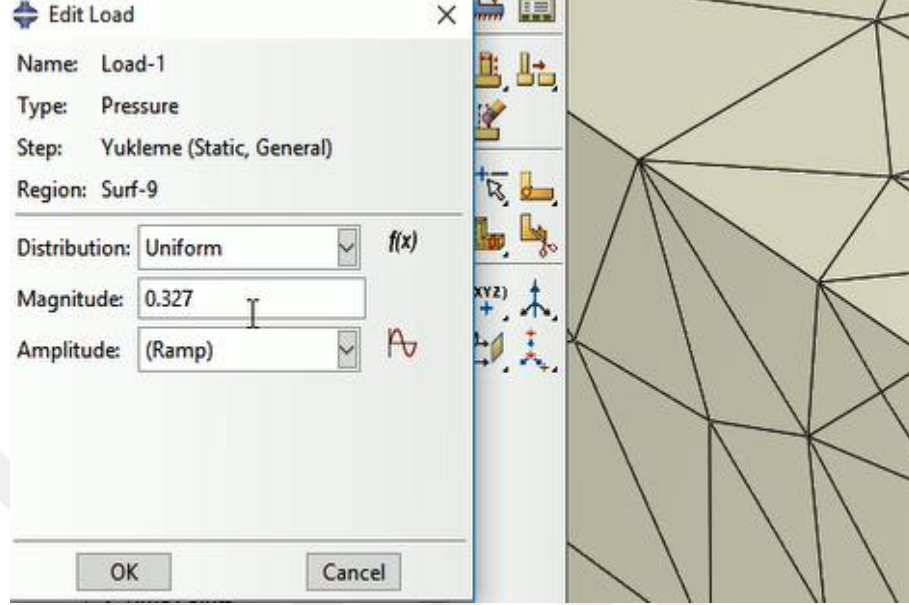 Edit Load
Name: Load-1
Type: Pressure
Step: Yukleme (Static, General)
Region: Surf-9
Distribution: Uniform f(x)
Magnitude: 0.327
Amplitude: (Ramp)
OK Cancel
XYZ)